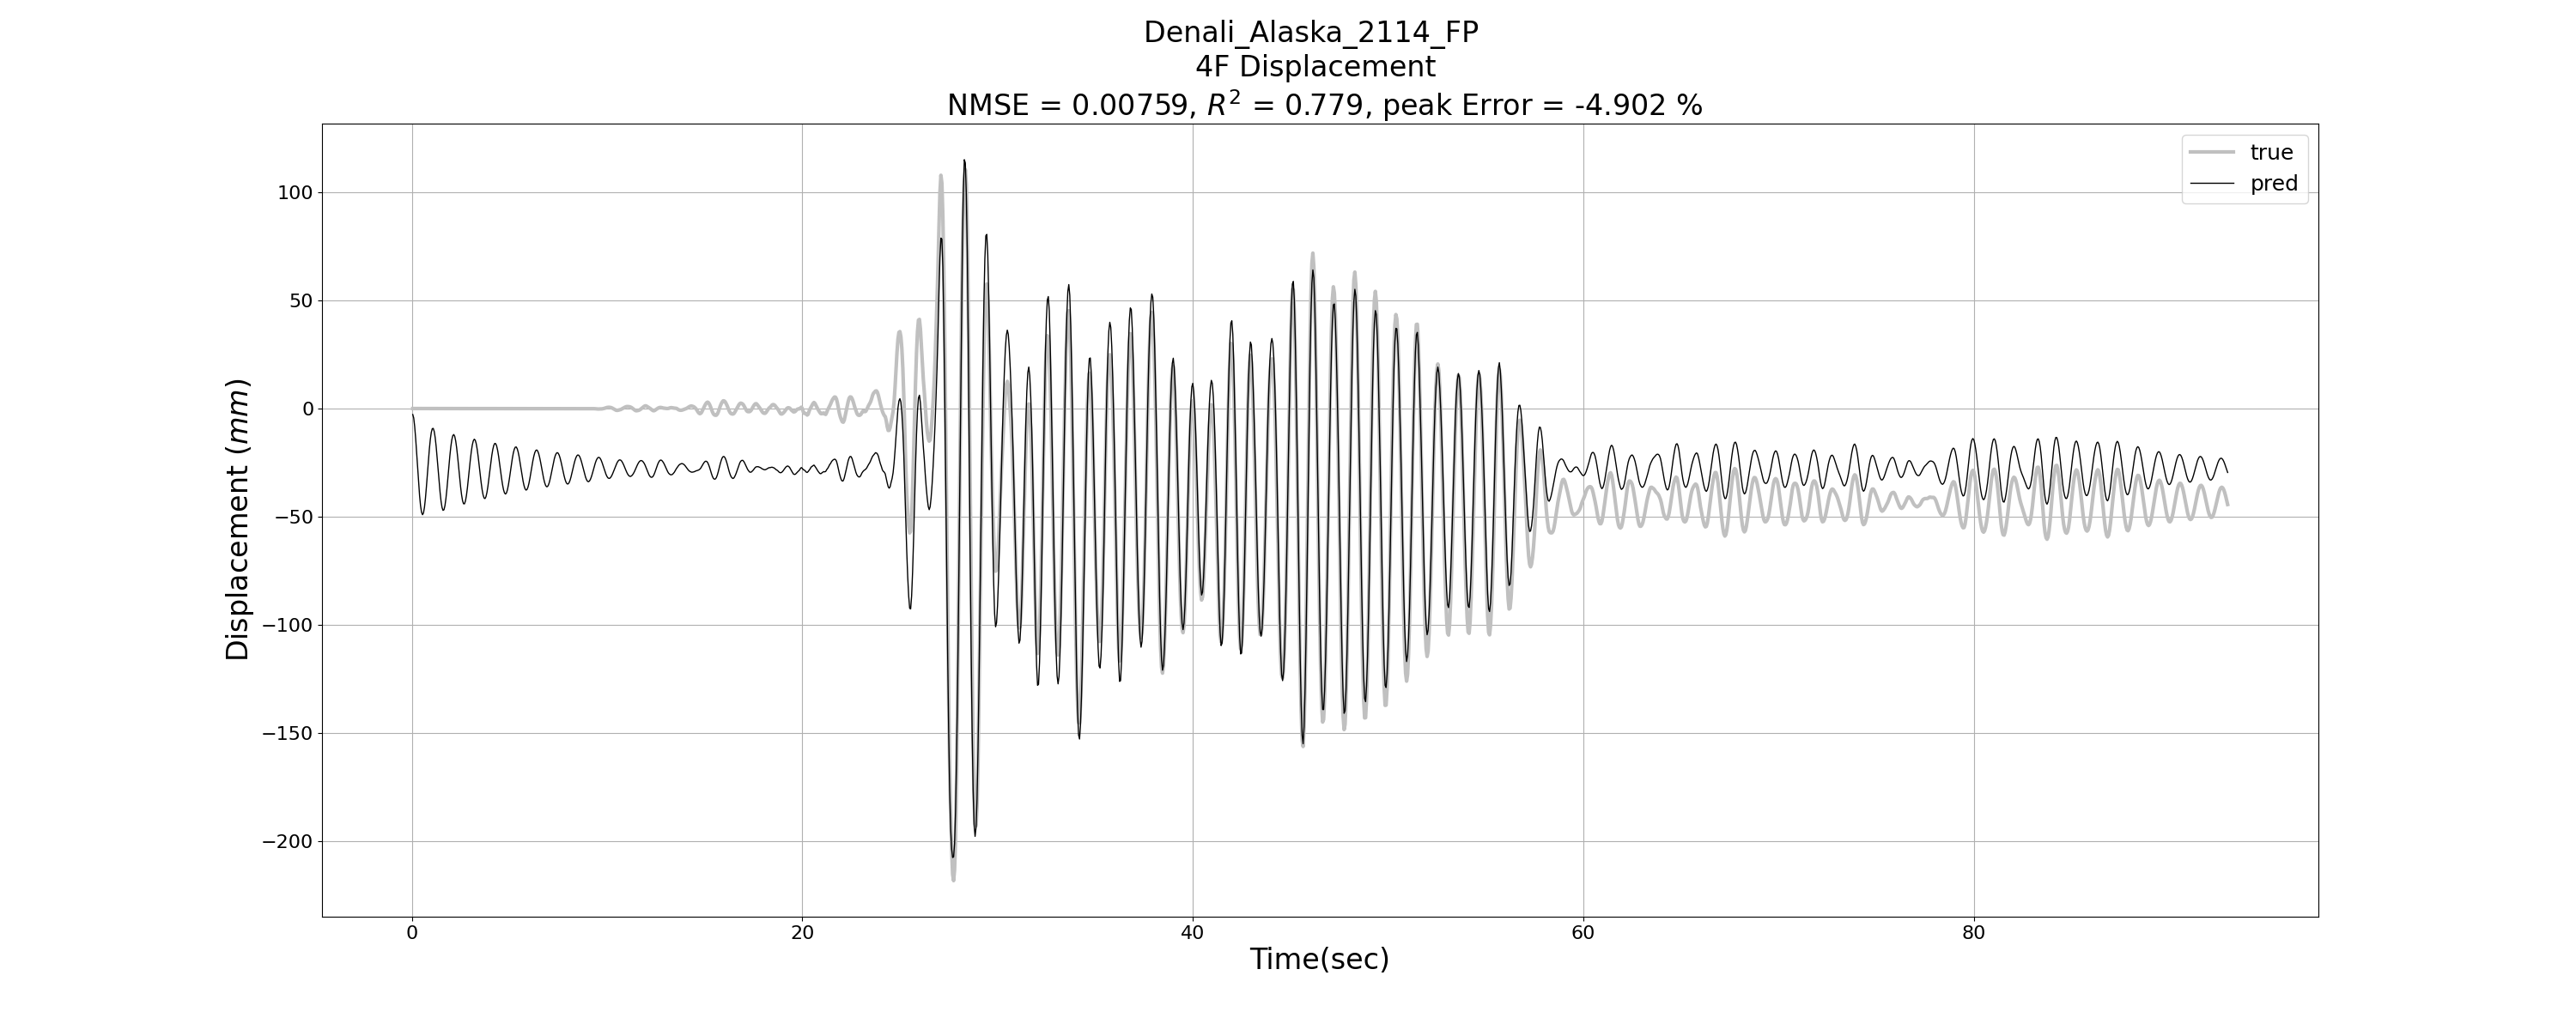 Denali_Alaska_2114_FP
4F Displacement
NMSE = 0.00759, R² = 0.779, peak Error = -4.902 %
true
pred
100
50
0
−50
−100
−150
−200
Displacement (mm)
0 20 40 60 80
Time(sec)